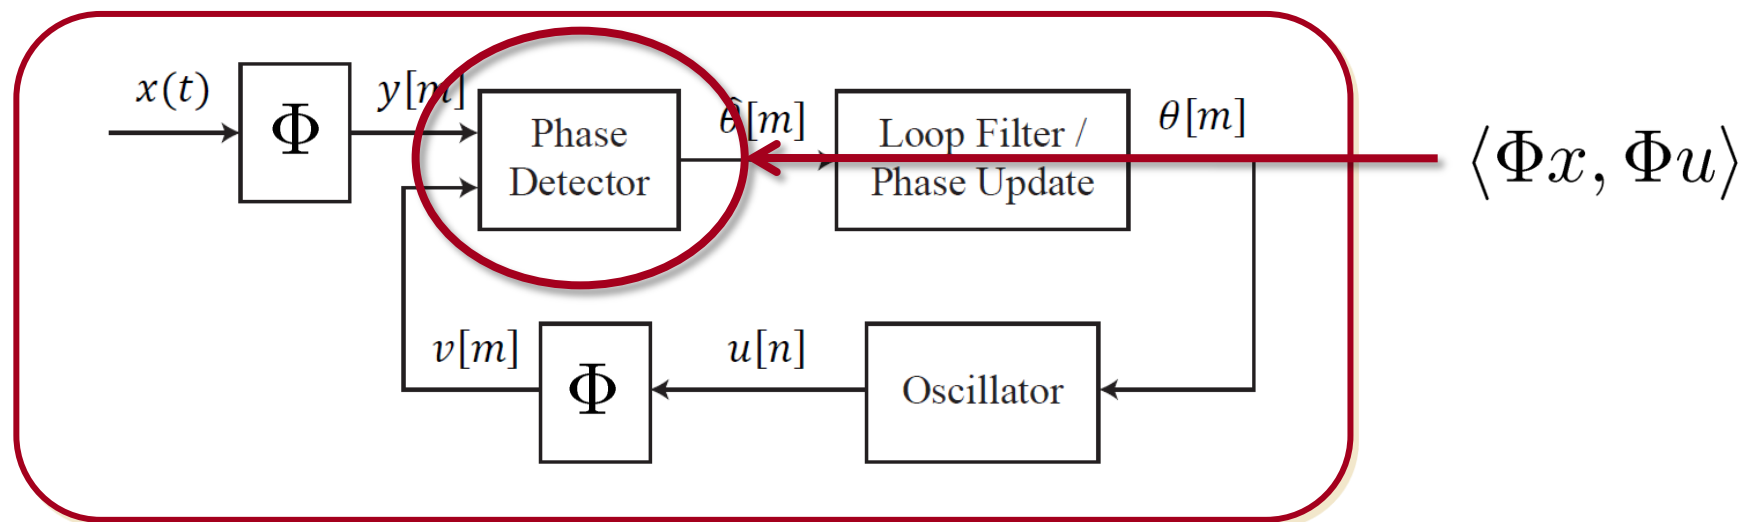 x(t)
Φ
y[m]
Phase
Detector
θ̂[m]
Loop Filter /
Phase Update
θ[m]
⟨Φx, Φu⟩
v[m]
Φ
u[n]
Oscillator